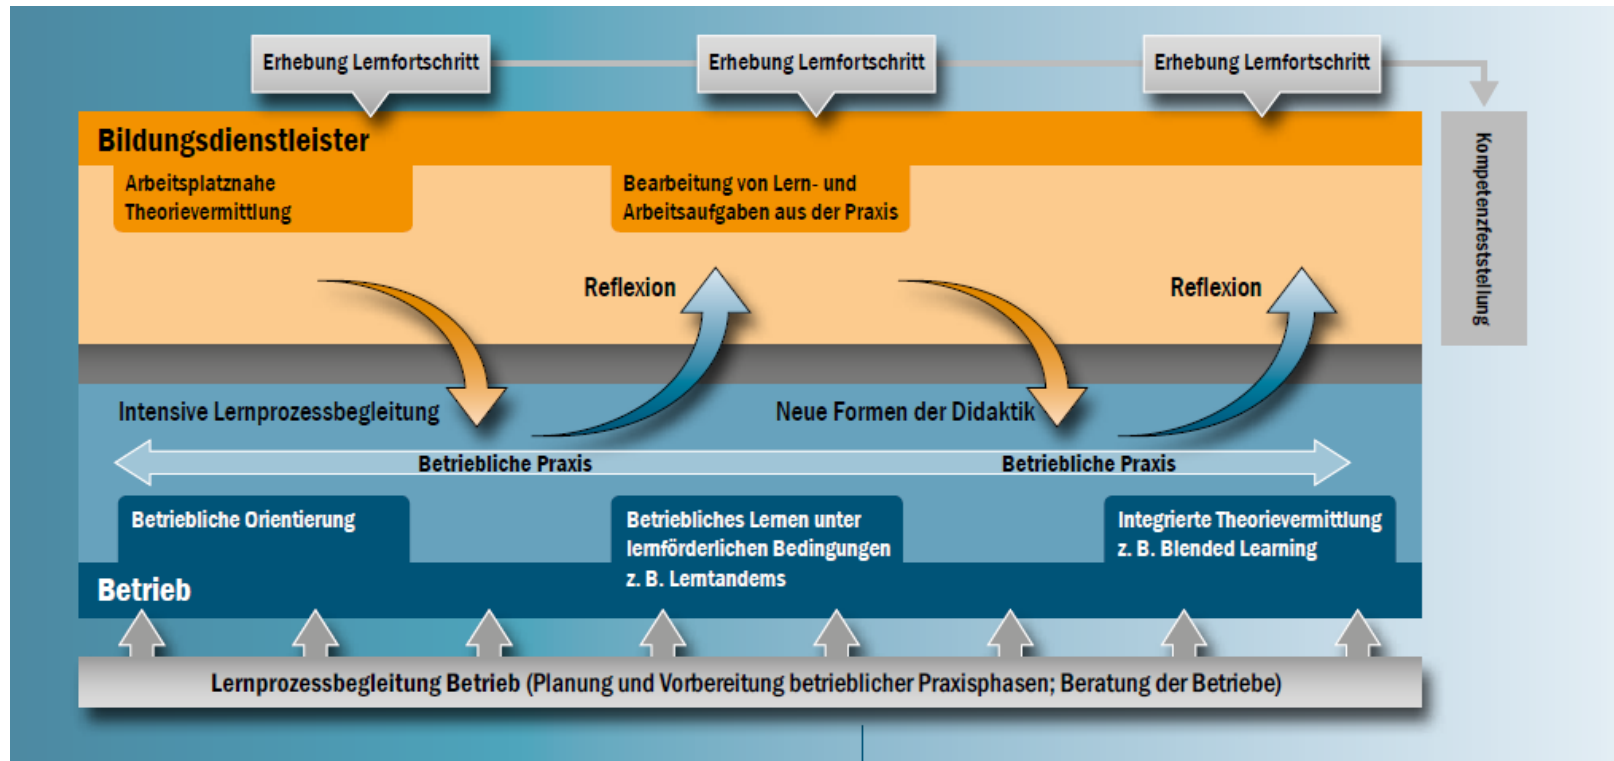 Erhebung Lernfortschritt
Erhebung Lernfortschritt
Erhebung Lernfortschritt
Kompetenzfeststellung
Bildungsdienstleister
Arbeitsplatznahe
Theorievermittlung
Bearbeitung von Lern- und
Arbeitsaufgaben aus der Praxis
Reflexion
Reflexion
Intensive Lernprozessbegleitung
Neue Formen der Didaktik
Betriebliche Praxis
Betriebliche Praxis
Betriebliche Orientierung
Betriebliches Lernen unter
lernförderlichen Bedingungen
z. B. Lerntandems
Integrierte Theorievermittlung
z. B. Blended Learning
Betrieb
Lernprozessbegleitung Betrieb (Planung und Vorbereitung betrieblicher Praxisphasen; Beratung der Betriebe)